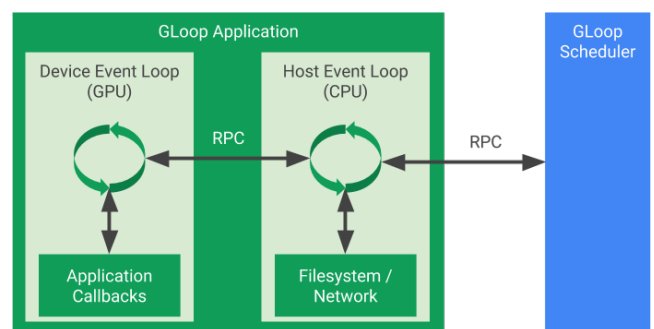 GLoop Application
Device Event Loop
(GPU)
Host Event Loop
(CPU)
RPC
RPC
GLoop
Scheduler
Application
Callbacks
Filesystem /
Network